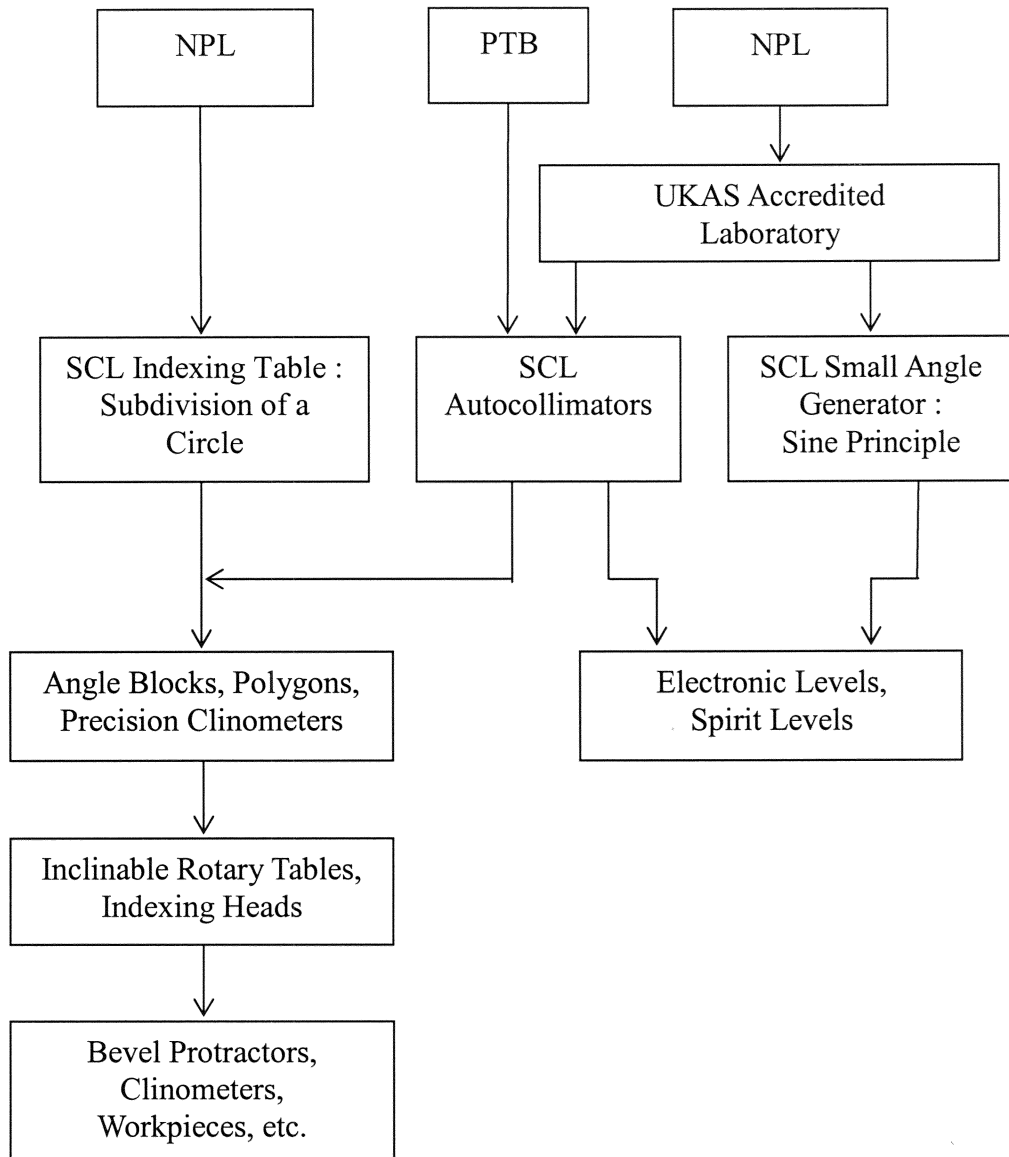 NPL
PTB
NPL
UKAS Accredited
Laboratory
SCL Indexing Table :
Subdivision of a
Circle
SCL
Autocollimators
SCL Small Angle
Generator :
Sine Principle
Angle Blocks, Polygons,
Precision Clinometers
Electronic Levels,
Spirit Levels
Inclinable Rotary Tables,
Indexing Heads
Bevel Protractors,
Clinometers,
Workpieces, etc.